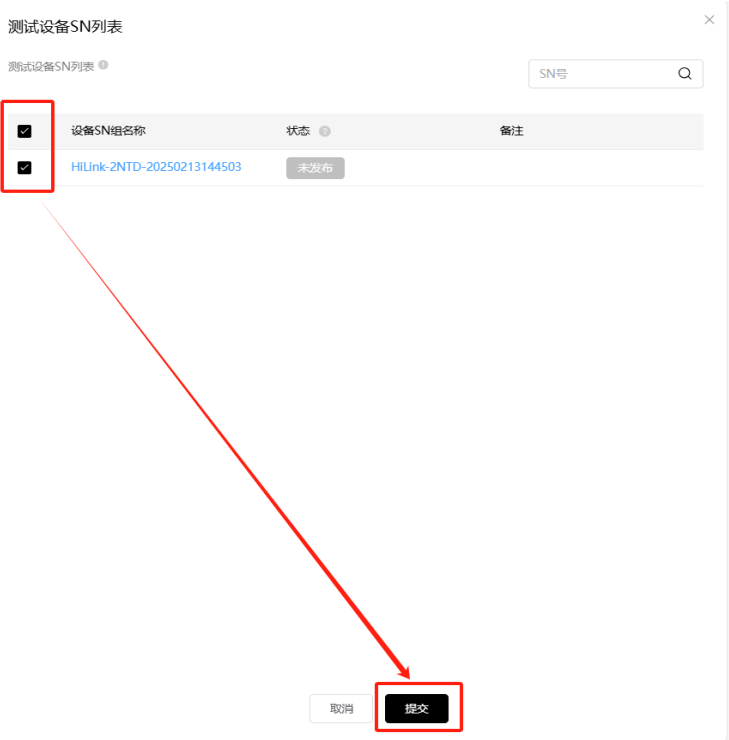 测试设备SN列表
测试设备SN列表
SN号
设备SN组名称 状态 备注
HiLink-2NTD-20250213144503 未发布
取消 提交